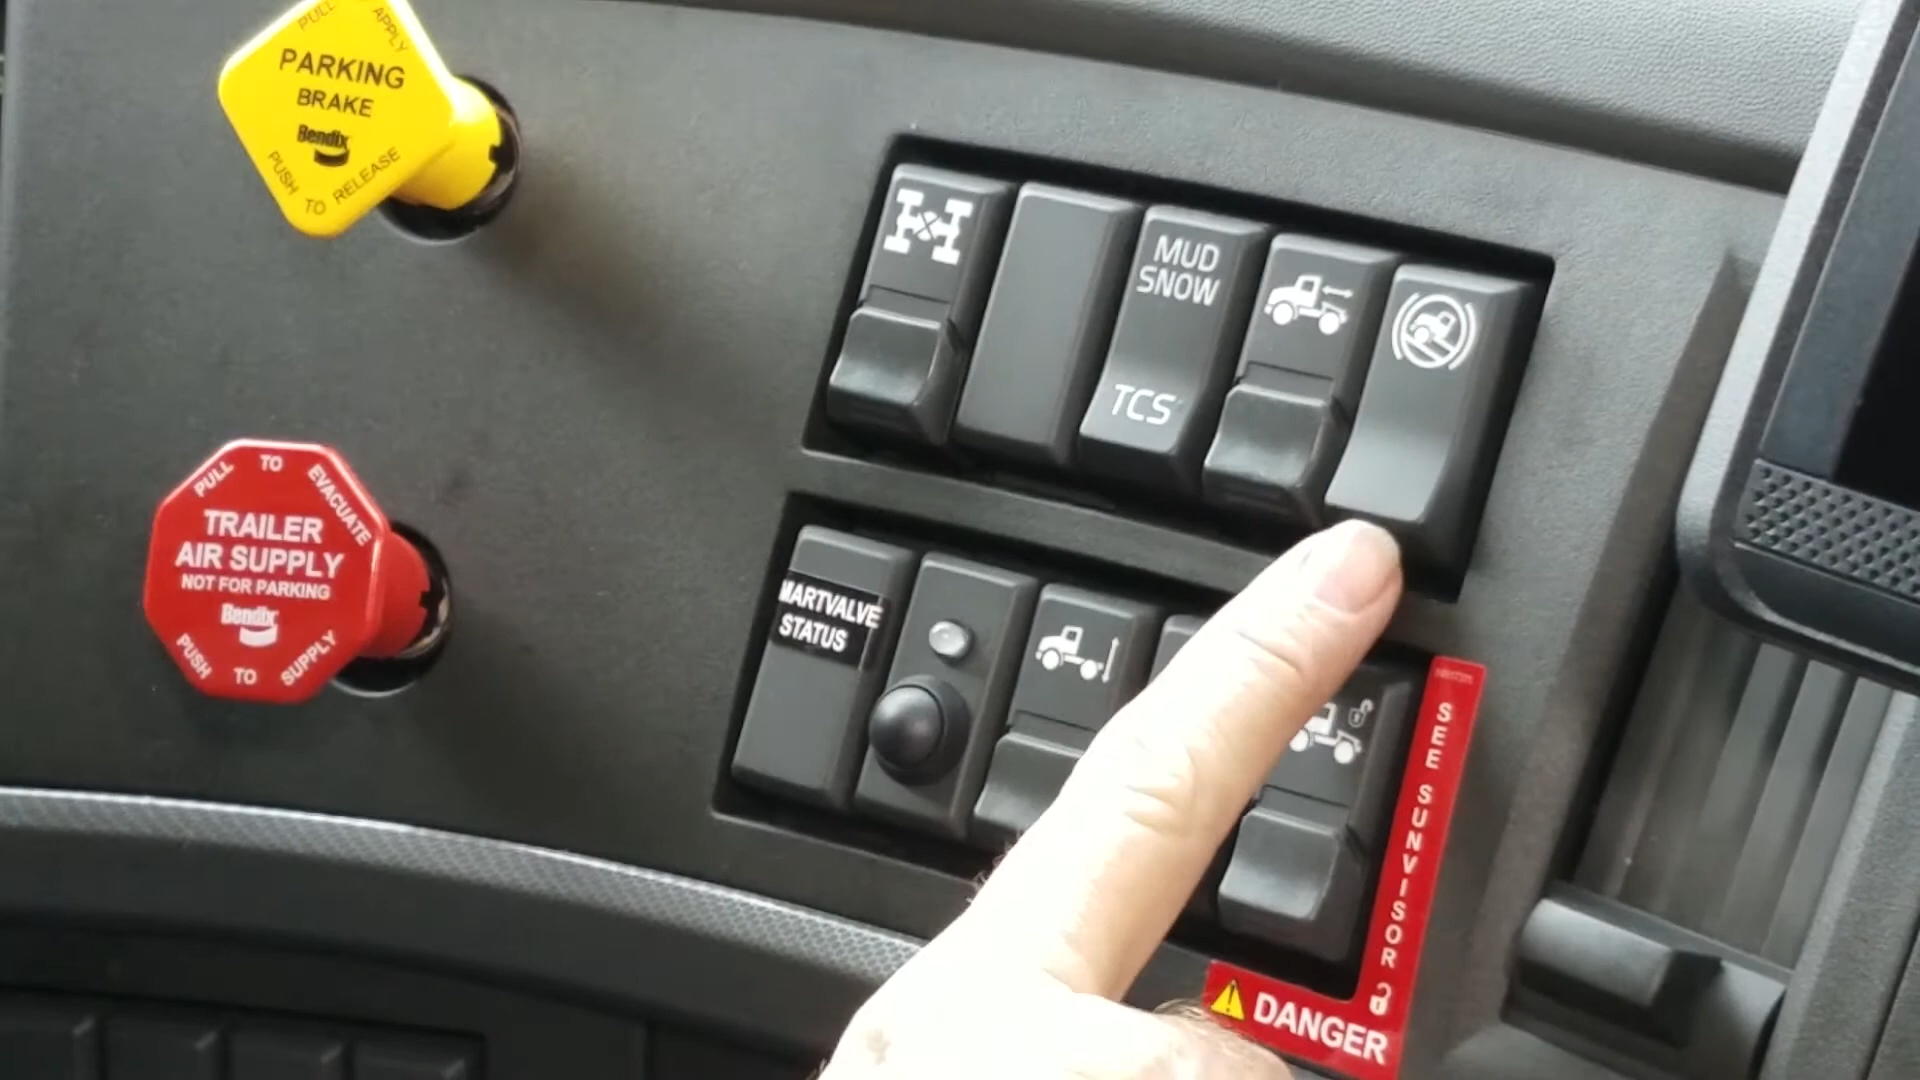 PULL
APPLY
PARKING
BRAKE
Bendix
PUSH TO RELEASE
MUD
SNOW
TCS
PULL TO EVACUATE
TRAILER
AIR SUPPLY
NOT FOR PARKING
Bendix
PUSH TO SUPPLY
MARTVALVE
STATUS
SEE SUNVISOR
DANGER